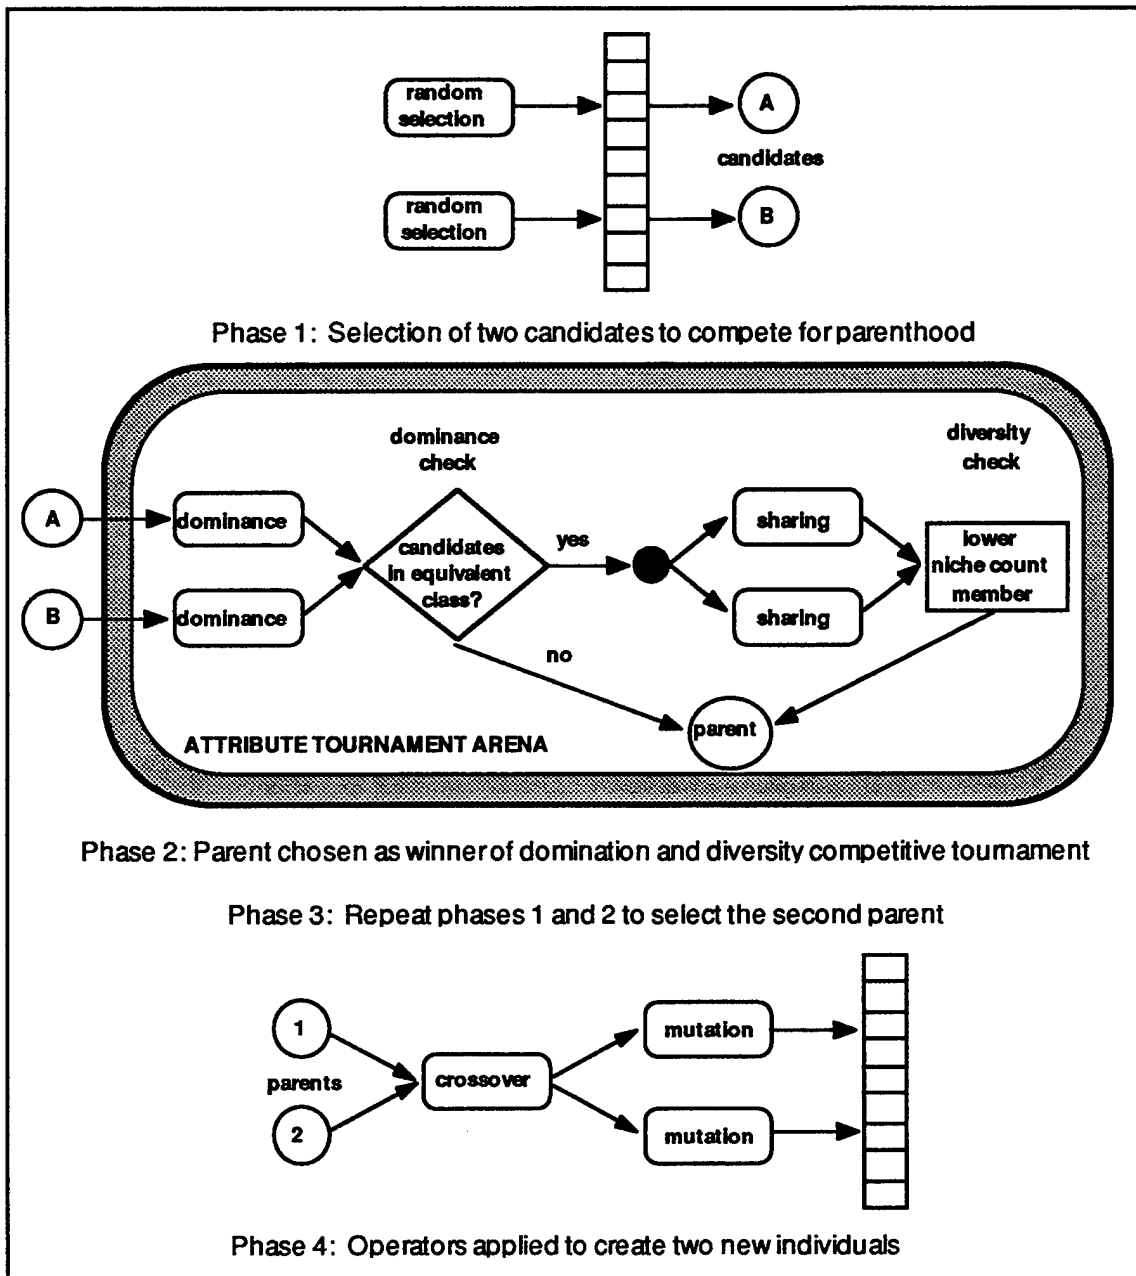 random
selection
A
candidates
random
selection
B
Phase 1: Selection of two candidates to compete for parenthood
dominance
check
diversity
check
A
dominance
candidates
in equivalent
class?
yes
sharing
lower
niche count
member
B
dominance
sharing
no
parent
ATTRIBUTE TOURNAMENT ARENA
Phase 2: Parent chosen as winner of domination and diversity competitive tournament
Phase 3: Repeat phases 1 and 2 to select the second parent
1
mutation
parents
crossover
2
mutation
Phase 4: Operators applied to create two new individuals